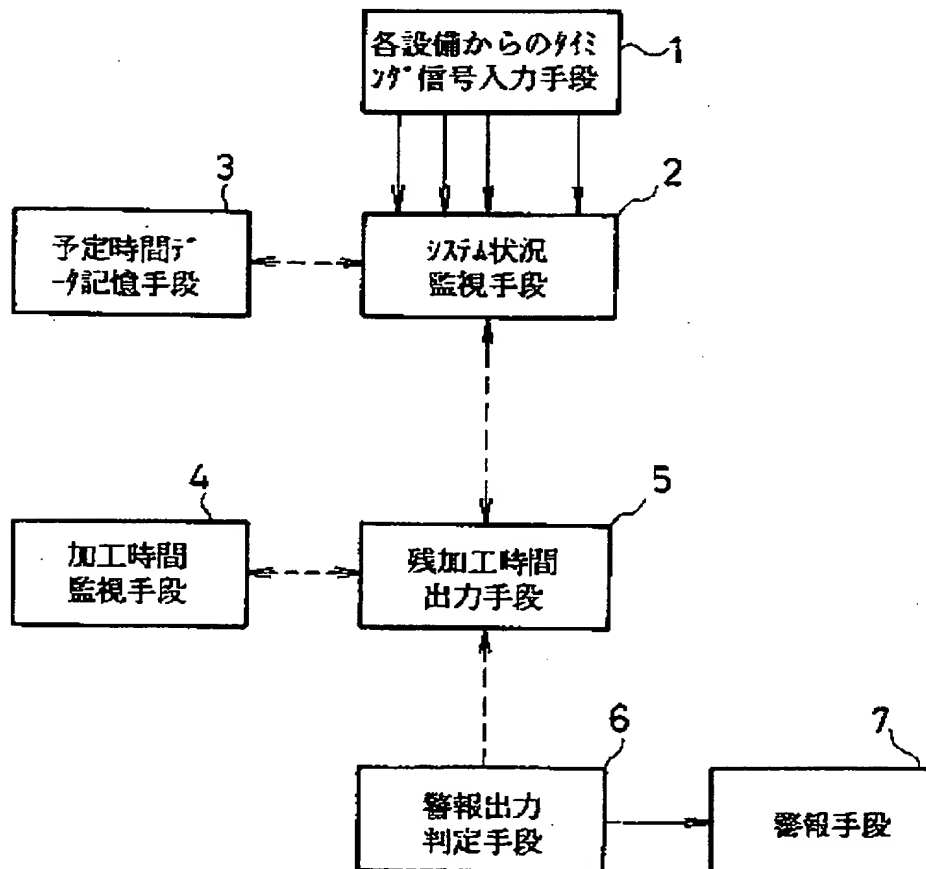 各設備からのタイミ
ング信号入力手段
1
2
システム状況
監視手段
3
予定時間デ
ータ記憶手段
4
加工時間
監視手段
5
残加工時間
出力手段
6
警報出力
判定手段
7
警報手段